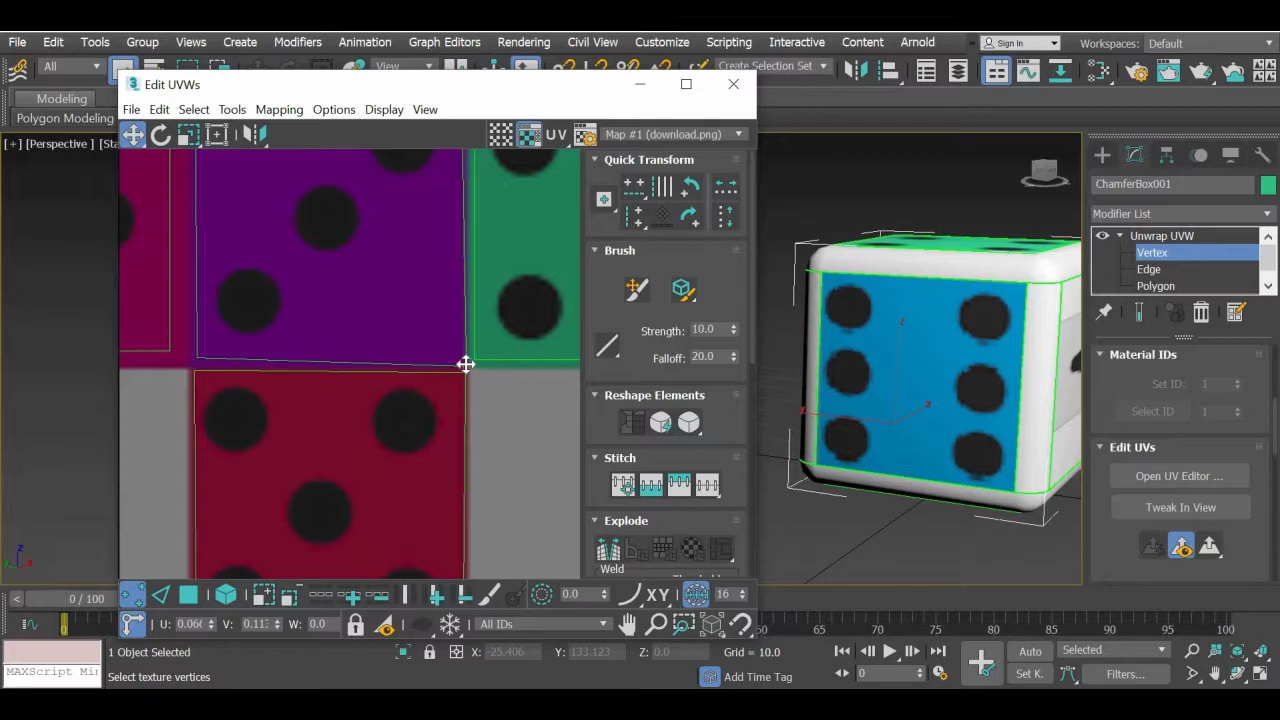 File Edit Tools Group Views Create Modifiers Animation Graph Editors Rendering Civil View Customize Scripting Interactive Content Arnold Sign In Workspaces: Default
All View Create Selection Set
Edit UVWs
Modeling
Polygon Modeling
File Edit Select Tools Mapping Options Display View
UV Map #1 (download.png)
[+] [Perspective]
Quick Transform
ChamferBox001
Modifier List
Unwrap UVW
Vertex
Edge
Polygon
Brush
Strength: 10.0
Falloff: 20.0
Material IDs
Set ID: 1
Select ID 1
Reshape Elements
Edit UVs
Stitch
Open UV Editor ...
Tweak In View
Explode
Weld
0 / 100
0.0 XY 16
U: 0.066 V: 0.113 W: 0.0 All IDs
0 60 65 70 75 80 85 90 95 100
1 Object Selected X: -25.406 Y: 133.123 Z: 0.0 Grid = 10.0 Auto Selected
MAXScript Min
Select texture vertices Add Time Tag 0 Set K. Filters...